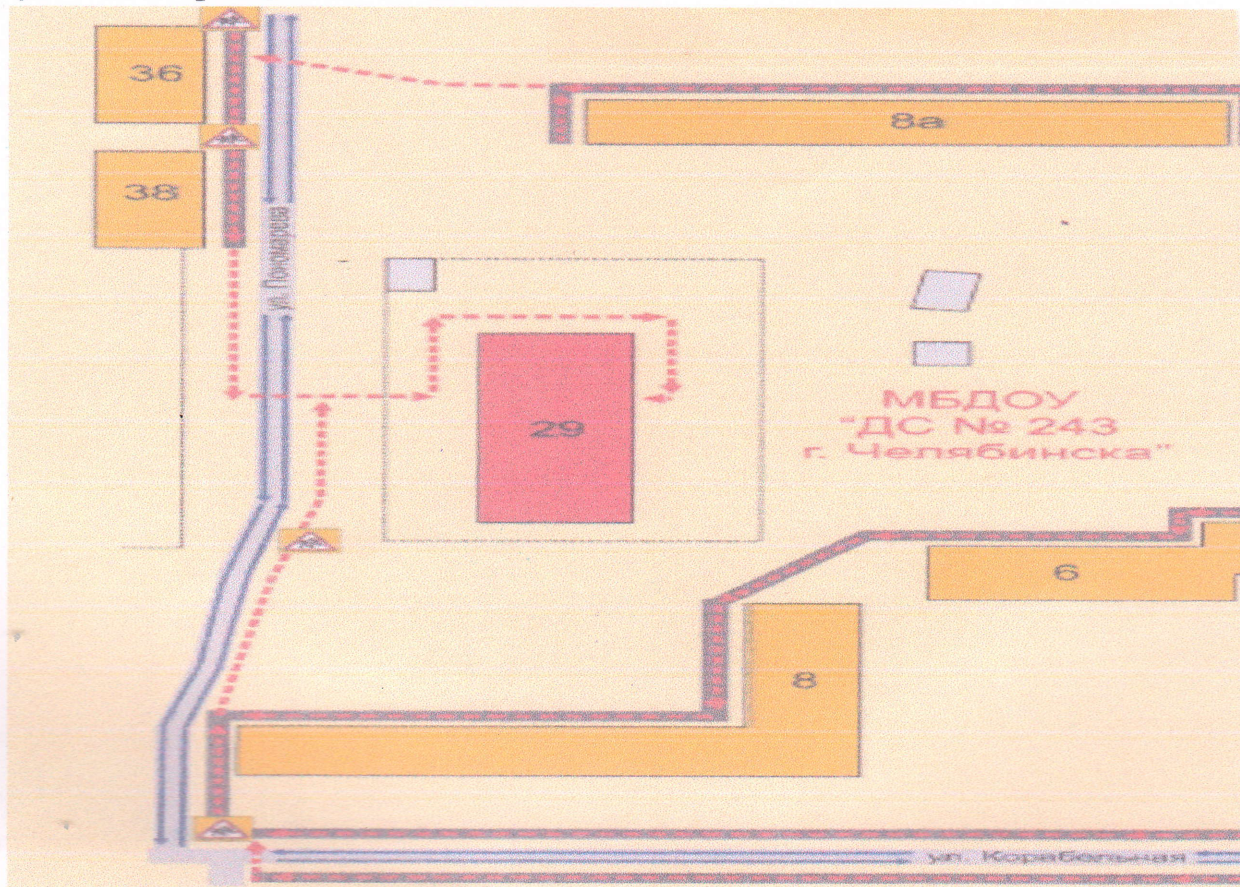 36
8а
38
ул. Пономарева
29
МБДОУ
"ДС № 243
г. Челябинска"
6
8
ул. Корабельная